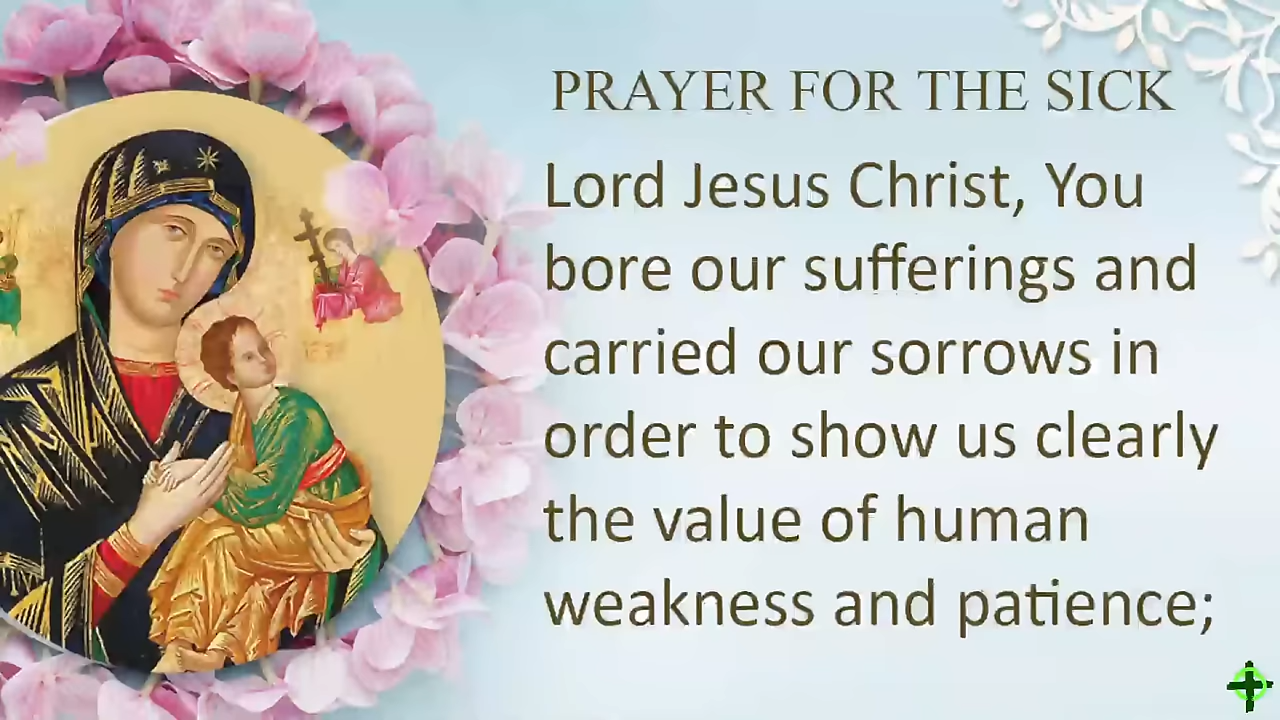 PRAYER FOR THE SICK
Lord Jesus Christ, You
bore our sufferings and
carried our sorrows in
order to show us clearly
the value of human
weakness and patience;